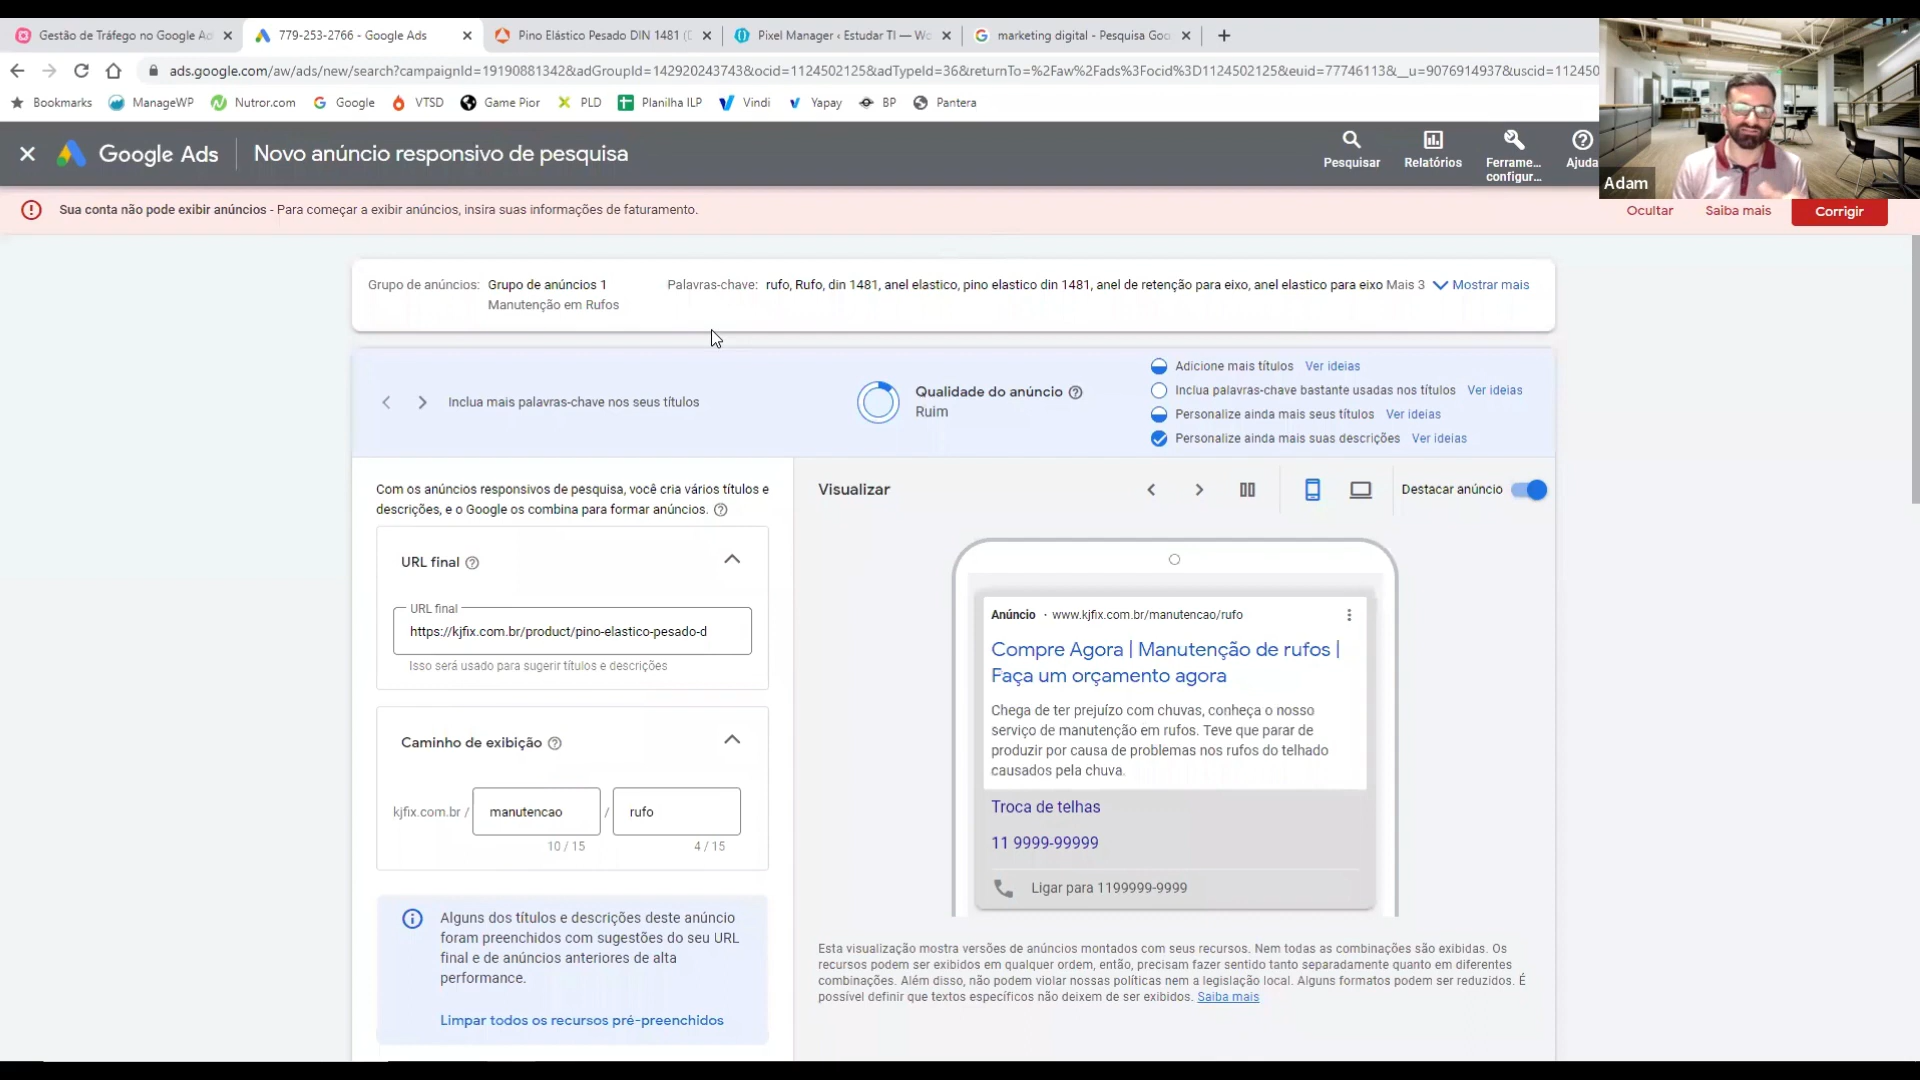 Gestão de Tráfego no Google Ad
779-253-2766 - Google Ads
Pino Elástico Pesado DIN 1481 (D
Pixel Manager ‹ Estudar TI — Wo
marketing digital - Pesquisa Goo
ads.google.com/aw/ads/new/search?campaignId=19190881342&adGroupId=142920243743&ocid=1124502125&adTypeId=36&returnTo=%2Faw%2Fads%3Focid%3D1124502125&euid=77746113&__u=9076914937&uscid=112450
Bookmarks
ManageWP
Nutror.com
Google
VTSD
Game Pior
PLD
Planilha ILP
Vindi
Yapay
BP
Pantera
Google Ads
Novo anúncio responsivo de pesquisa
Pesquisar
Relatórios
Ferrame...
configur...
Ajuda
Adam
Sua conta não pode exibir anúncios - Para começar a exibir anúncios, insira suas informações de faturamento.
Ocultar
Saiba mais
Corrigir
Grupo de anúncios: Grupo de anúncios 1
Manutenção em Rufos
Palavras-chave: rufo, Rufo, din 1481, anel elastico, pino elastico din 1481, anel de retenção para eixo, anel elastico para eixo Mais 3
Mostrar mais
Inclua mais palavras-chave nos seus títulos
Qualidade do anúncio
Ruim
Adicione mais títulos Ver ideias
Inclua palavras-chave bastante usadas nos títulos Ver ideias
Personalize ainda mais seus títulos Ver ideias
Personalize ainda mais suas descrições Ver ideias
Com os anúncios responsivos de pesquisa, você cria vários títulos e
descrições, e o Google os combina para formar anúncios.
URL final
URL final
https://kjfix.com.br/product/pino-elastico-pesado-d
Isso será usado para sugerir títulos e descrições
Caminho de exibição
kjfix.com.br / manutencao / rufo
10 / 15
4 / 15
Alguns dos títulos e descrições deste anúncio
foram preenchidos com sugestões do seu URL
final e de anúncios anteriores de alta
performance.
Limpar todos os recursos pré-preenchidos
Visualizar
Destacar anúncio
Anúncio · www.kjfix.com.br/manutencao/rufo
Compre Agora | Manutenção de rufos |
Faça um orçamento agora
Chega de ter prejuízo com chuvas, conheça o nosso
serviço de manutenção em rufos. Teve que parar de
produzir por causa de problemas nos rufos do telhado
causados pela chuva.
Troca de telhas
11 9999-99999
Ligar para 1199999-9999
Esta visualização mostra versões de anúncios montados com seus recursos. Nem todas as combinações são exibidas. Os
recursos podem ser exibidos em qualquer ordem, então, precisam fazer sentido tanto separadamente quanto em diferentes
combinações. Além disso, não podem violar nossas políticas nem a legislação local. Alguns formatos podem ser reduzidos. É
possível definir que textos específicos não deixem de ser exibidos. Saiba mais